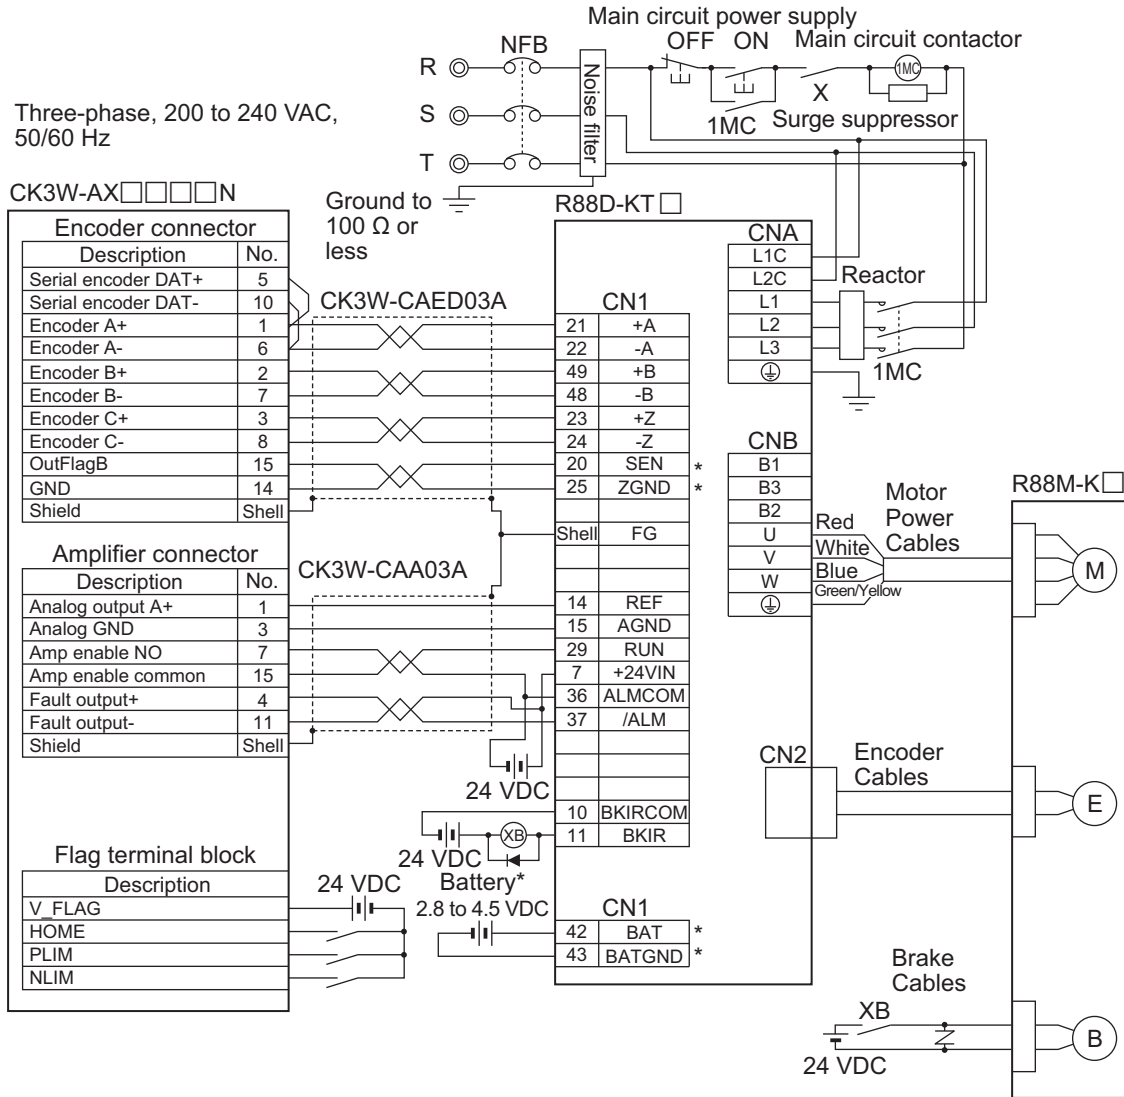 Main circuit power supply
OFF ON Main circuit contactor
NFB
R
S
T
Noise filter
1MC
X
1MC
Surge suppressor
Three-phase, 200 to 240 VAC,
50/60 Hz
Ground to
100 Ω or
less
CK3W-AX□□□□N
Encoder connector
Description No.
Serial encoder DAT+ 5
Serial encoder DAT- 10
Encoder A+ 1
Encoder A- 6
Encoder B+ 2
Encoder B- 7
Encoder C+ 3
Encoder C- 8
OutFlagB 15
GND 14
Shield Shell
CK3W-CAED03A
Amplifier connector
Description No.
Analog output A+ 1
Analog GND 3
Amp enable NO 7
Amp enable common 15
Fault output+ 4
Fault output- 11
Shield Shell
CK3W-CAA03A
24 VDC
24 VDC
XB
Flag terminal block
Description
V_FLAG
HOME
PLIM
NLIM
24 VDC
Battery*
2.8 to 4.5 VDC
R88D-KT□
CN1
21 +A
22 -A
49 +B
48 -B
23 +Z
24 -Z
20 SEN *
25 ZGND *
Shell FG
14 REF
15 AGND
29 RUN
7 +24VIN
36 ALMCOM
37 /ALM
10 BKIRCOM
11 BKIR
CN1
42 BAT *
43 BATGND *
CNA
L1C
L2C
L1
L2
L3
Reactor
1MC
CNB
B1
B3
B2
U
V
W
Red
White
Blue
Green/Yellow
Motor
Power
Cables
R88M-K□
M
CN2
Encoder
Cables
E
Brake
Cables
XB
24 VDC
B